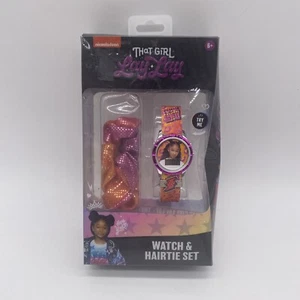 nickelodeon
THAT GIRL
Lay Lay
6+
TRY
ME
WATCH &
HAIRTIE SET